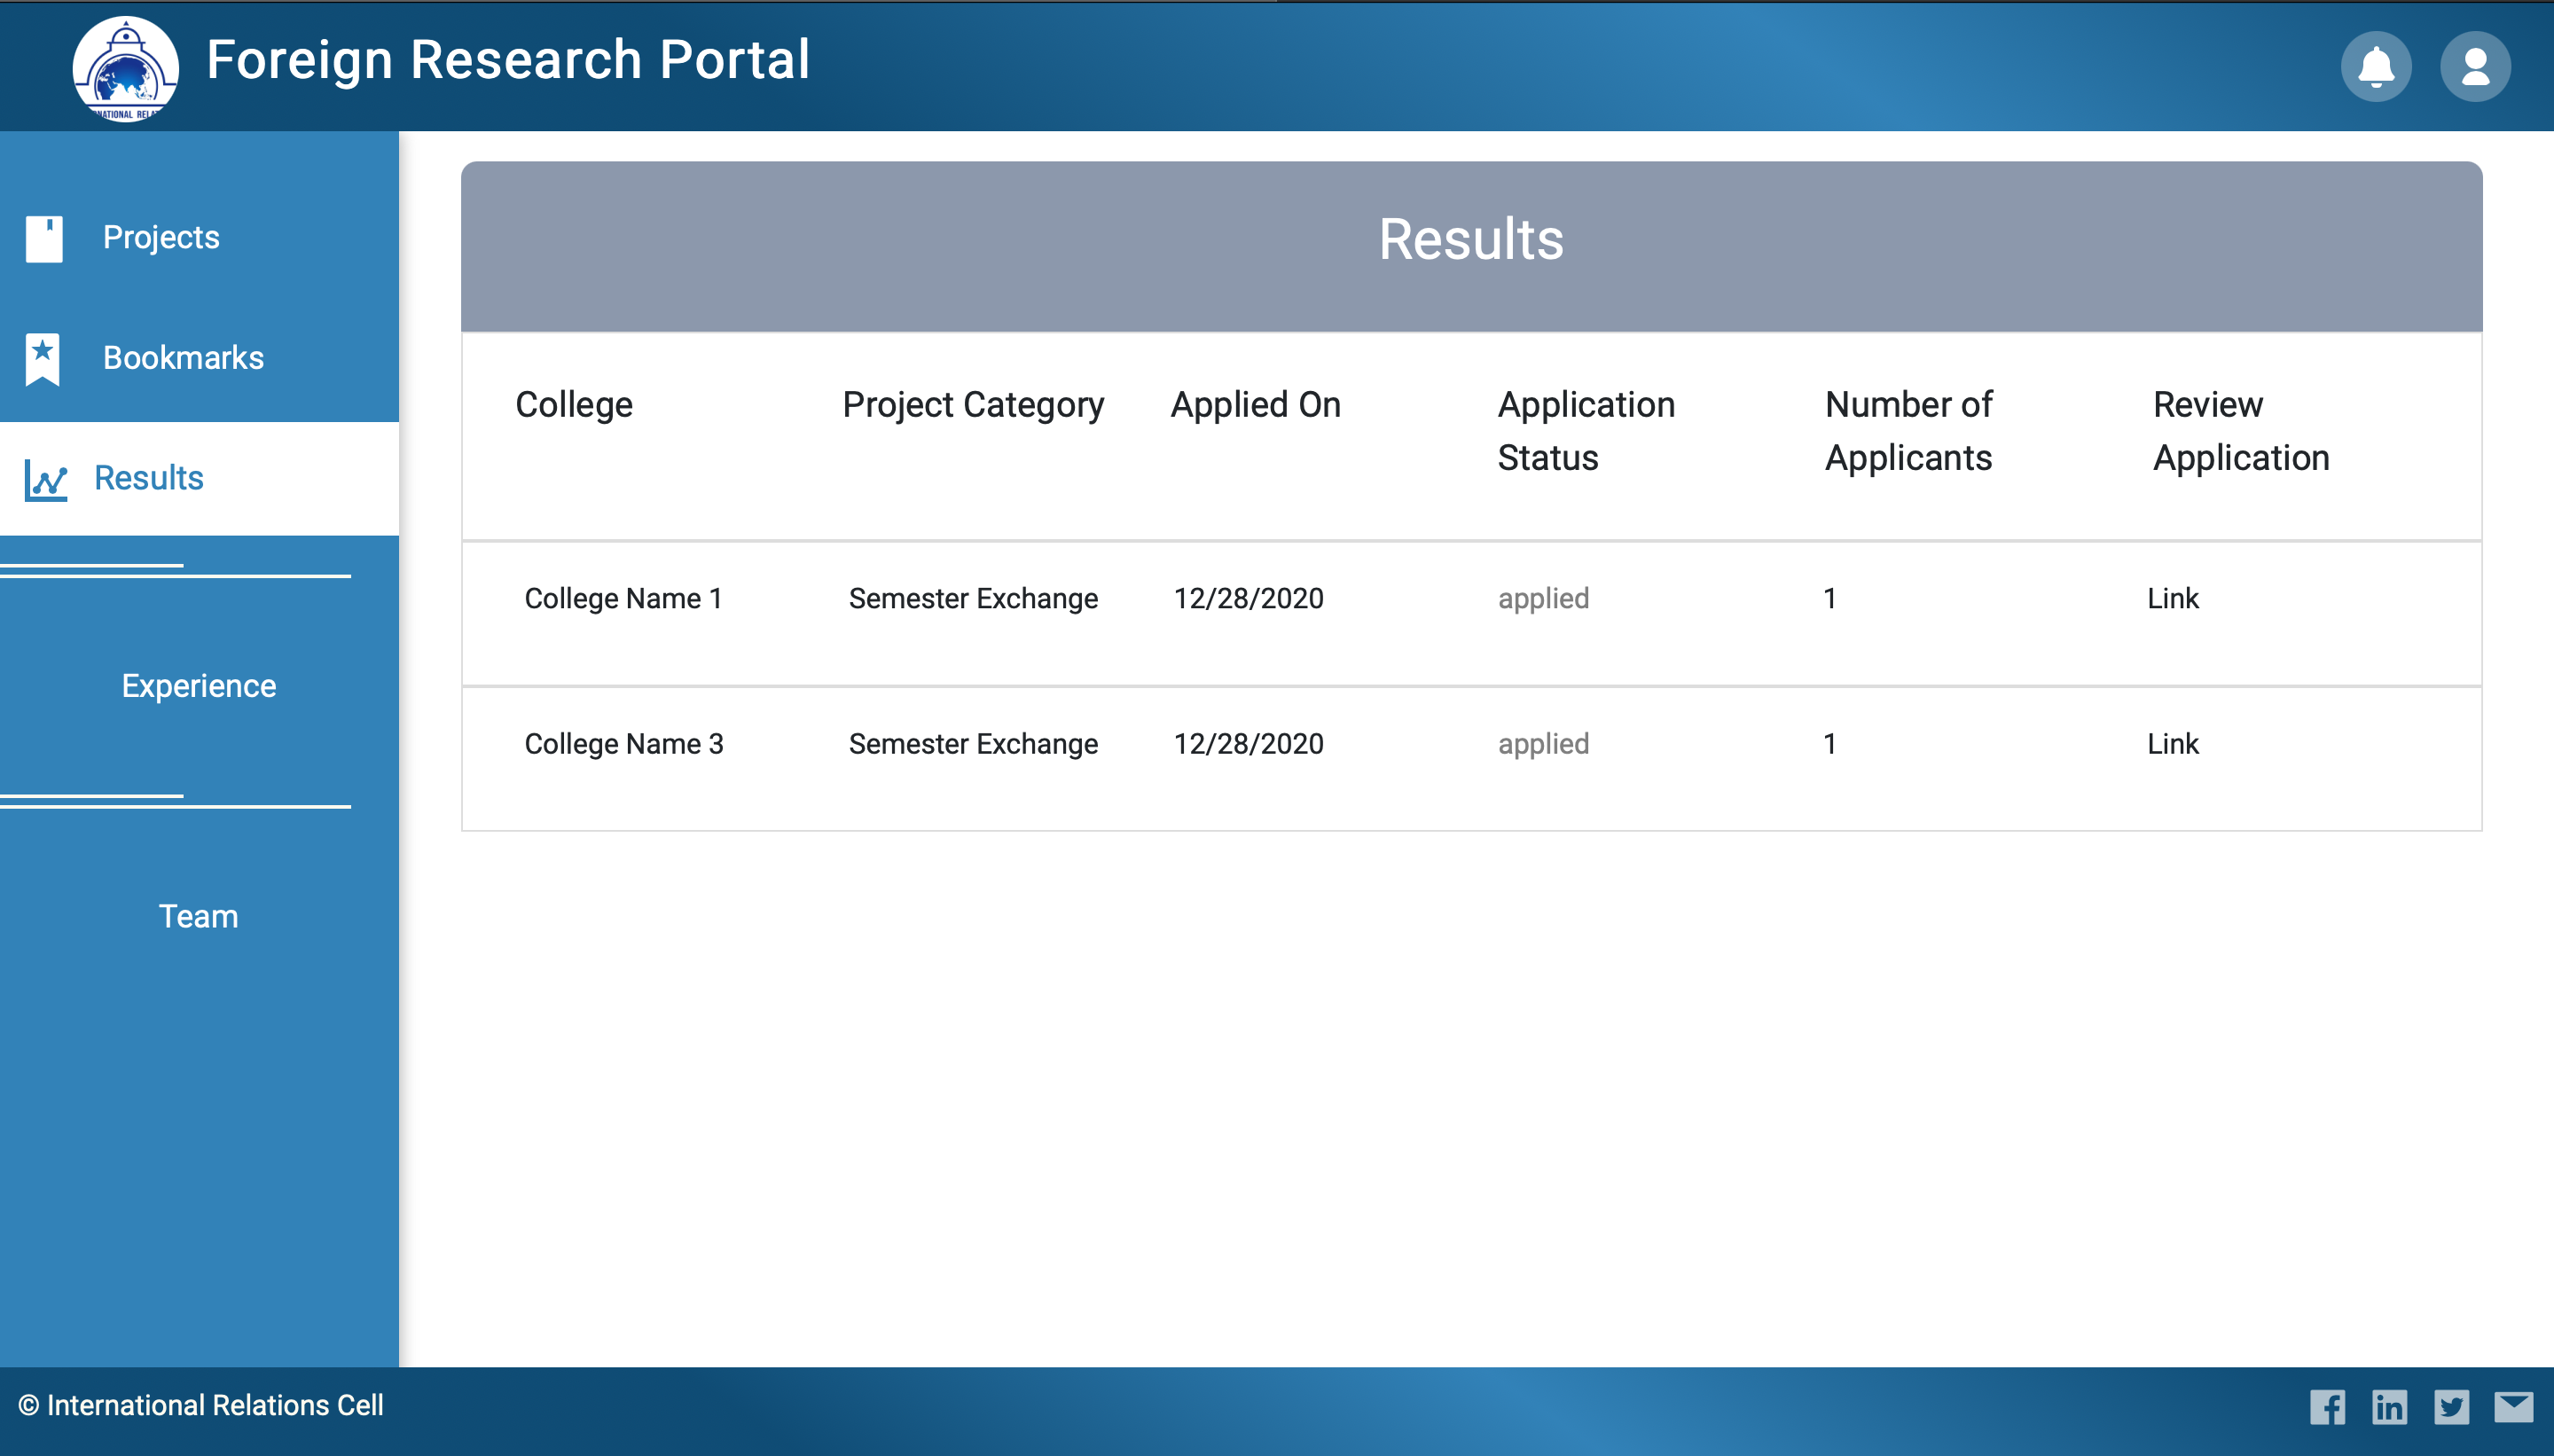 Foreign Research Portal
NATIONAL RELA
Projects
Bookmarks
Results
Experience
Team
Results
College Project Category Applied On Application Status Number of Applicants Review Application
College Name 1 Semester Exchange 12/28/2020 applied 1 Link
College Name 3 Semester Exchange 12/28/2020 applied 1 Link
© International Relations Cell